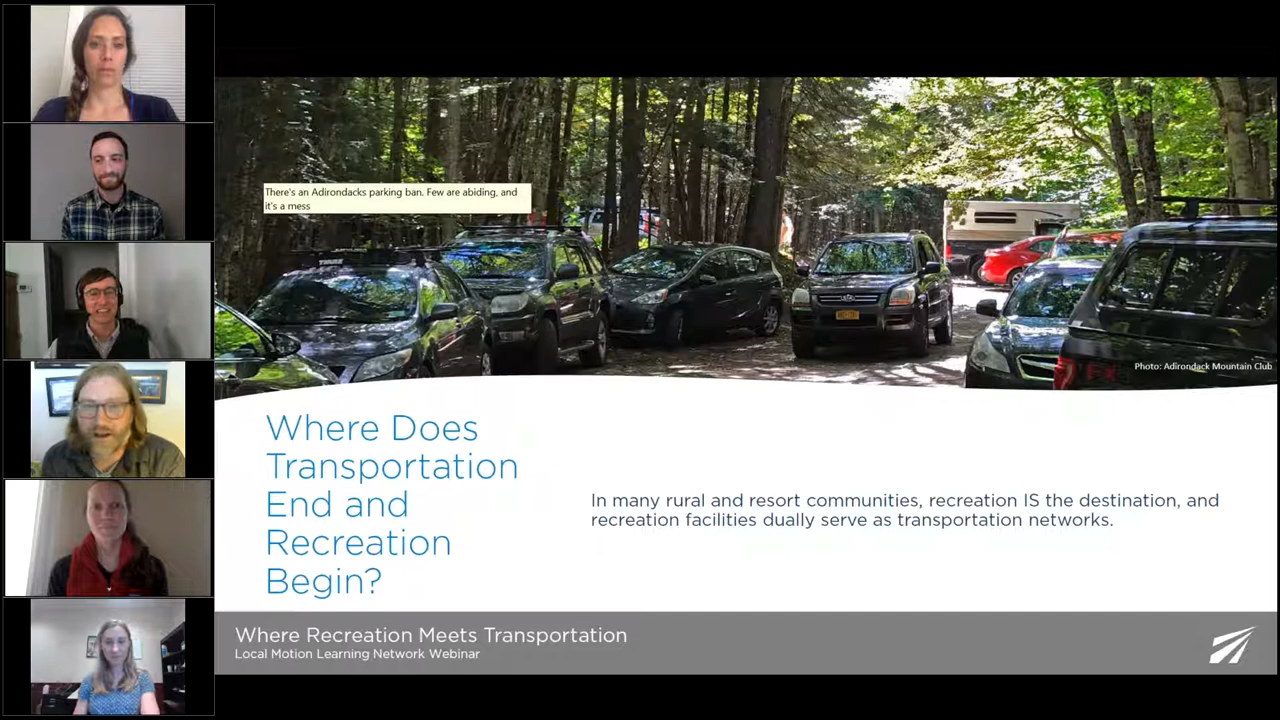 There's an Adirondacks parking ban. Few are abiding, and
it's a mess
Photo: Adirondack Mountain Club
Where Does
Transportation
End and
Recreation
Begin?
In many rural and resort communities, recreation IS the destination, and
recreation facilities dually serve as transportation networks.
Where Recreation Meets Transportation
Local Motion Learning Network Webinar